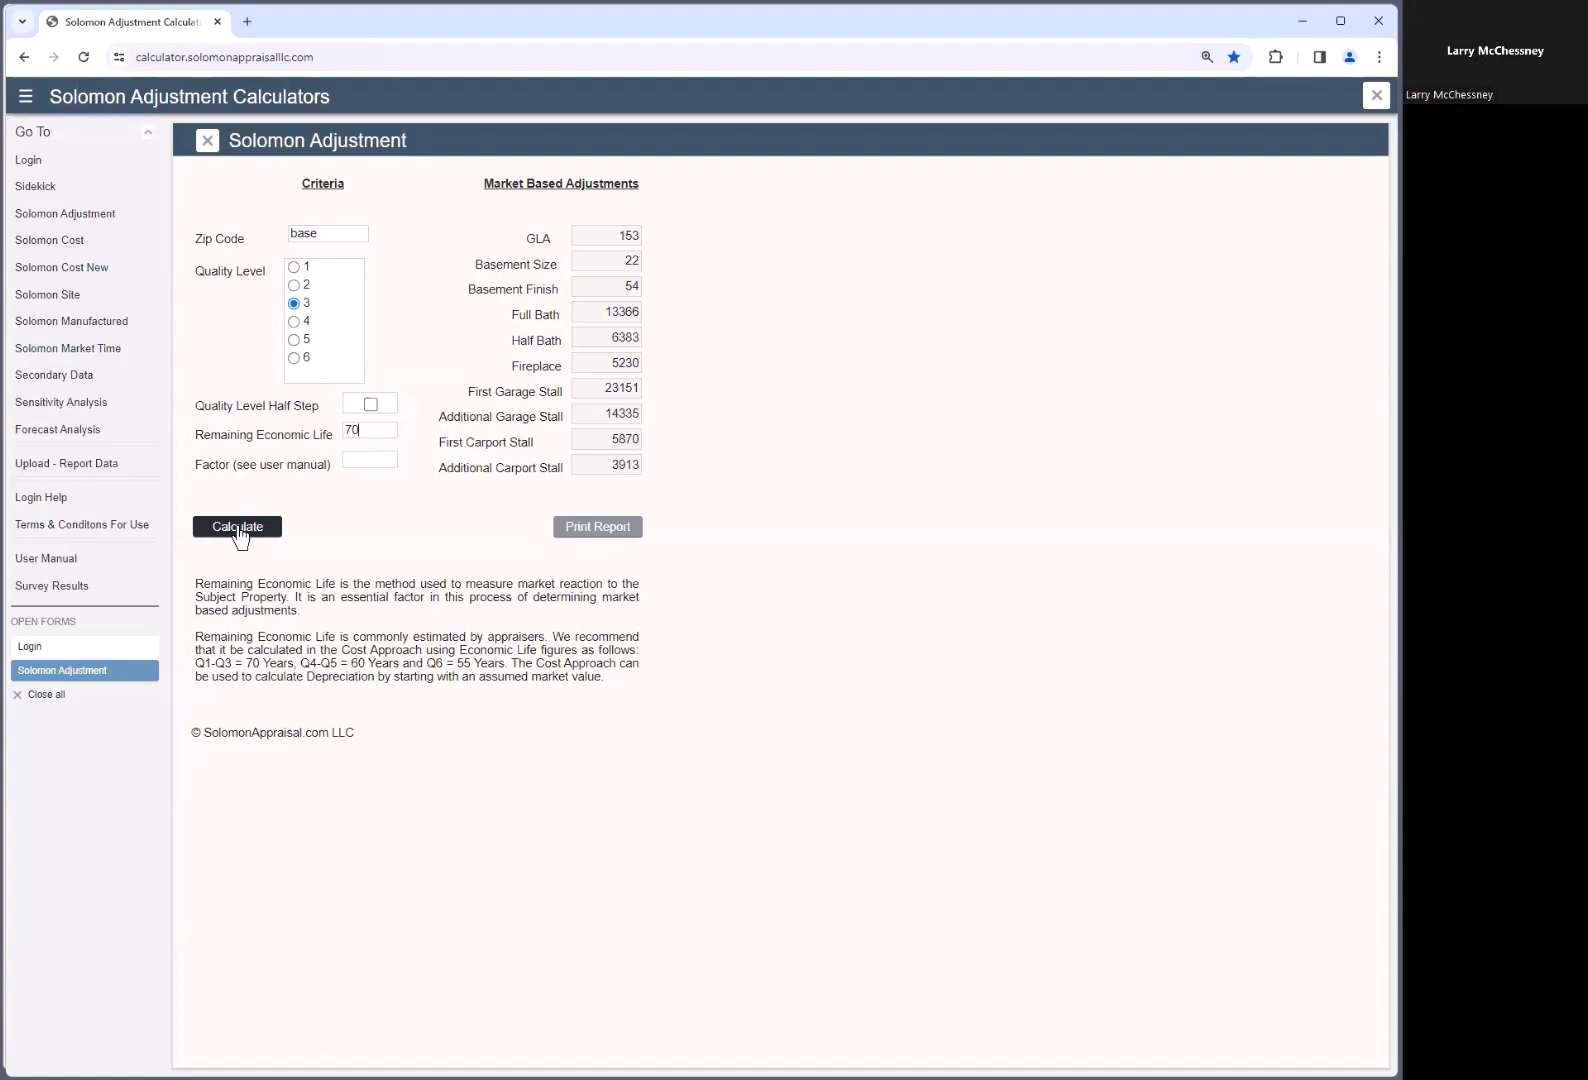 Solomon Adjustment Calculat
calculator.solomonappraisalllc.com
Solomon Adjustment Calculators
Larry McChessney
Larry McChessney
Go To
Login
Sidekick
Solomon Adjustment
Solomon Cost
Solomon Cost New
Solomon Site
Solomon Manufactured
Solomon Market Time
Secondary Data
Sensitivity Analysis
Forecast Analysis
Upload - Report Data
Login Help
Terms & Conditons For Use
User Manual
Survey Results
OPEN FORMS
Login
Solomon Adjustment
Close all
Solomon Adjustment
Criteria
Zip Code base
Quality Level
1
2
3
4
5
6
Quality Level Half Step
Remaining Economic Life 70
Factor (see user manual)
Market Based Adjustments
GLA 153
Basement Size 22
Basement Finish 54
Full Bath 13366
Half Bath 6383
Fireplace 5230
First Garage Stall 23151
Additional Garage Stall 14335
First Carport Stall 5870
Additional Carport Stall 3913
Calculate
Print Report
Remaining Economic Life is the method used to measure market reaction to the
Subject Property. It is an essential factor in this process of determining market
based adjustments.
Remaining Economic Life is commonly estimated by appraisers. We recommend
that it be calculated in the Cost Approach using Economic Life figures as follows:
Q1-Q3 = 70 Years, Q4-Q5 = 60 Years and Q6 = 55 Years. The Cost Approach can
be used to calculate Depreciation by starting with an assumed market value.
© SolomonAppraisal.com LLC